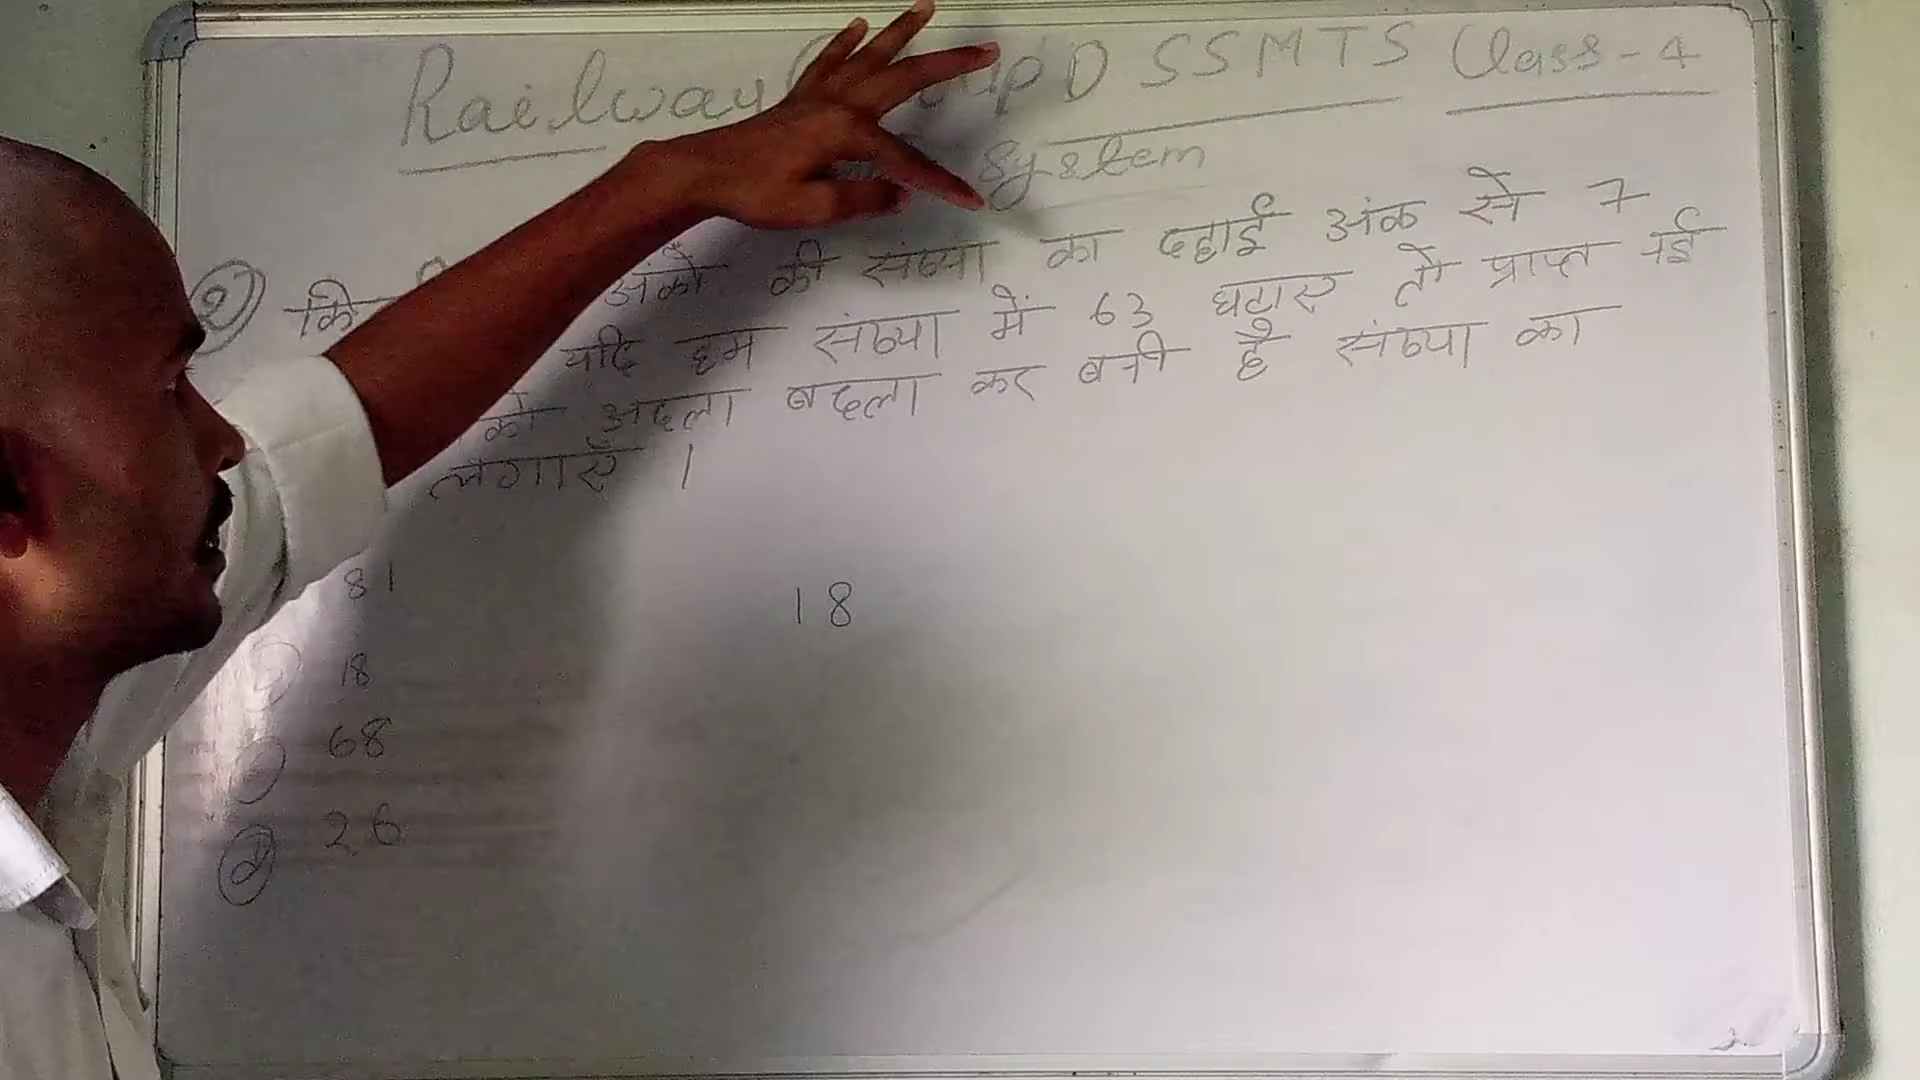 Railway D SSMTS Class-4
System
२) अंको की संख्या का दहाई अंक से 7
यदि हम संख्या में 63 घटाए तो प्राप्त नई
को अदला बदला कर बनी है संख्या का
लगाएँ ।
81
18
18
68
26